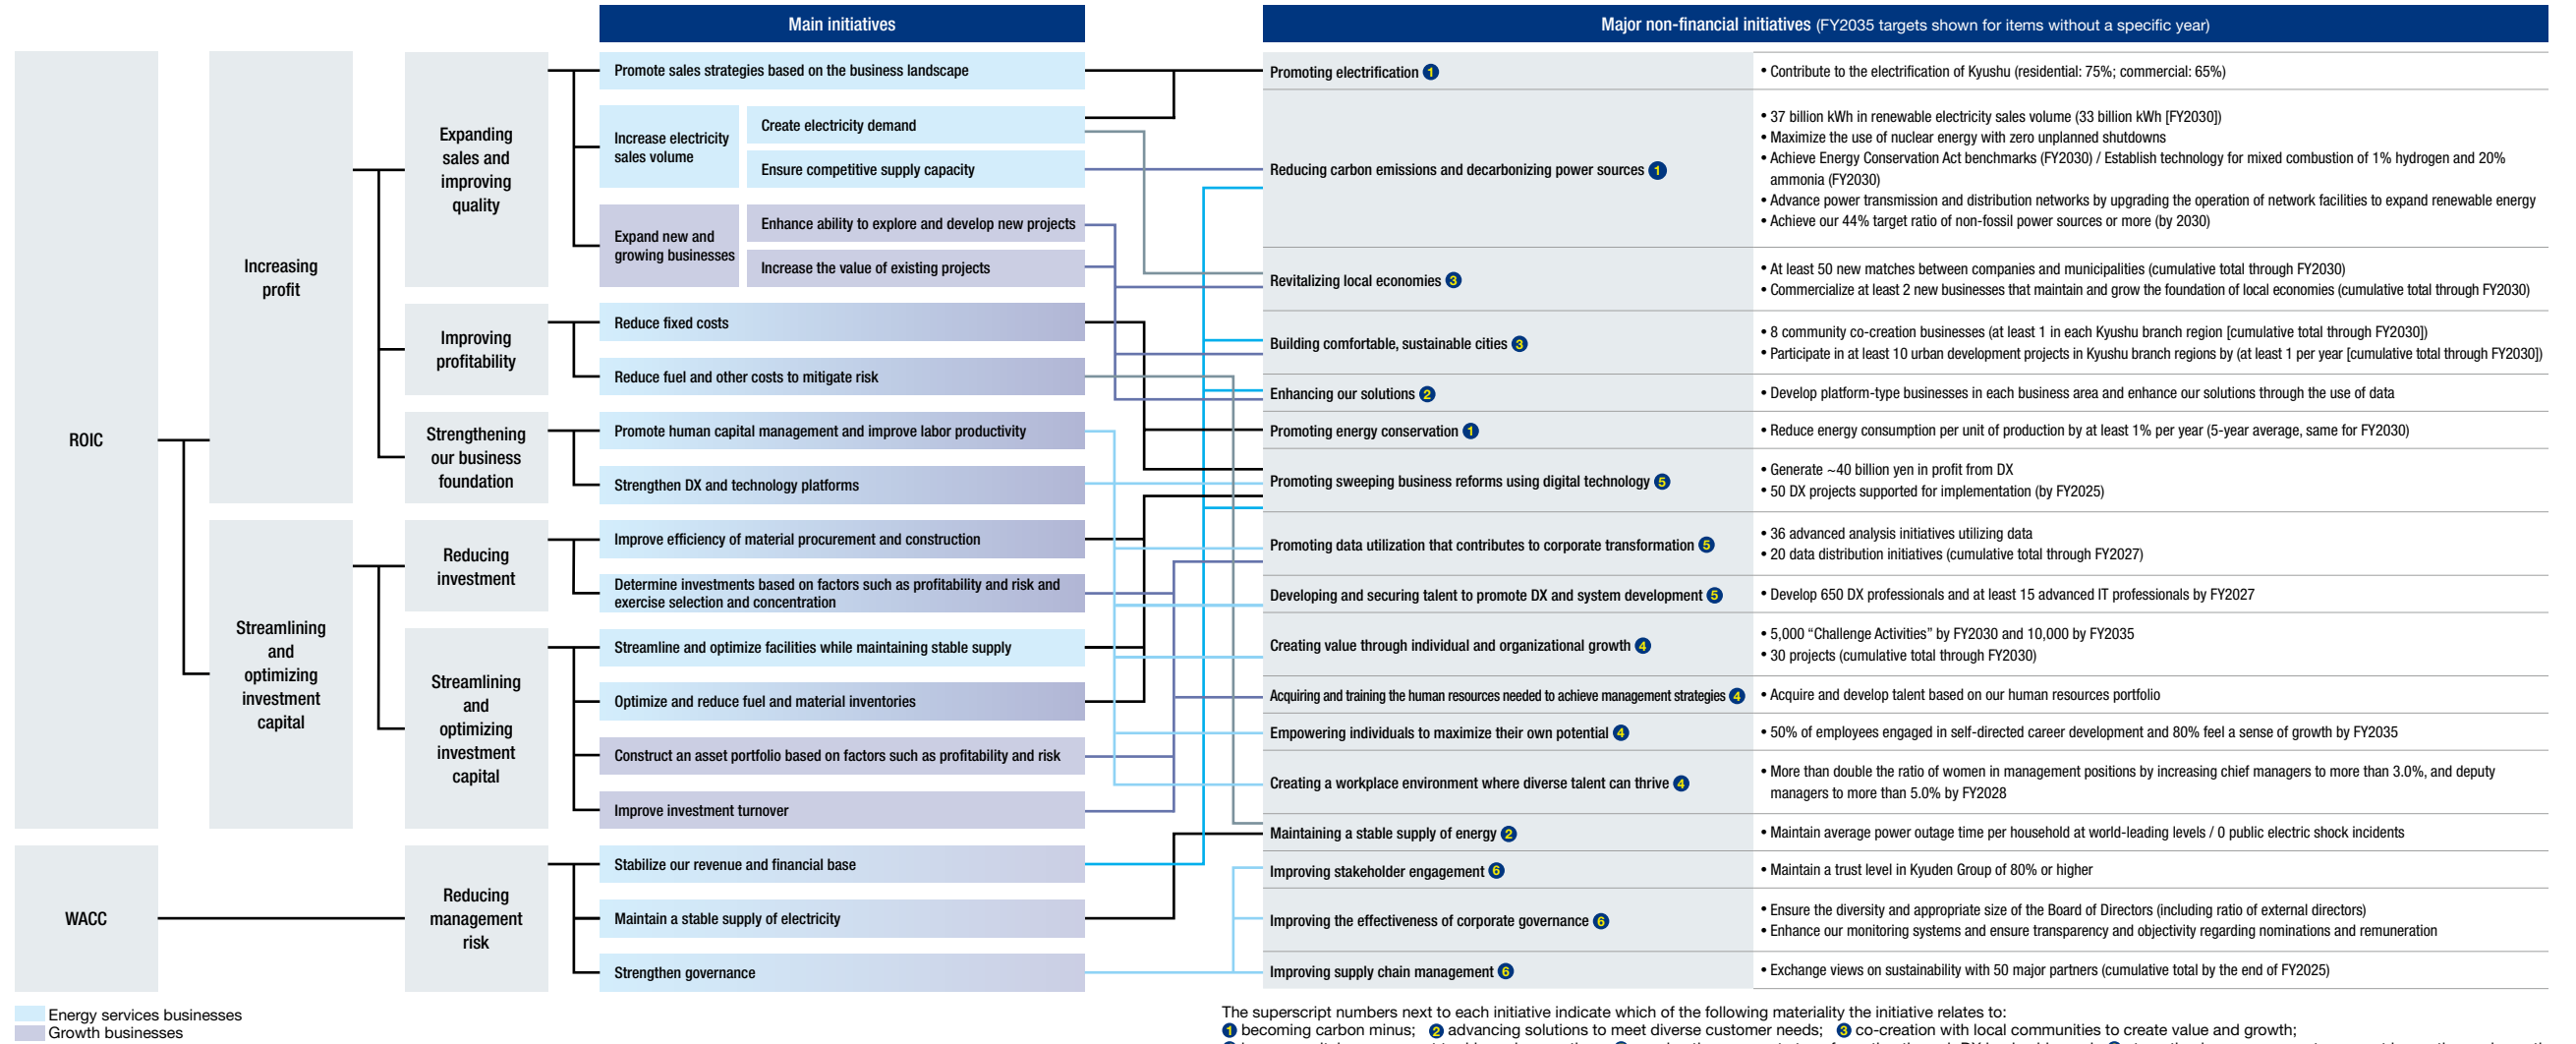 Main initiatives
Major non-financial initiatives (FY2035 targets shown for items without a specific year)
ROIC
WACC
Increasing
profit
Streamlining
and
optimizing
investment
capital
Expanding
sales and
improving
quality
Improving
profitability
Strengthening
our business
foundation
Reducing
investment
Streamlining
and
optimizing
investment
capital
Reducing
management
risk
Promote sales strategies based on the business landscape
Increase electricity
sales volume
Create electricity demand
Ensure competitive supply capacity
Expand new and
growing businesses
Enhance ability to explore and develop new projects
Increase the value of existing projects
Reduce fixed costs
Reduce fuel and other costs to mitigate risk
Promote human capital management and improve labor productivity
Strengthen DX and technology platforms
Improve efficiency of material procurement and construction
Determine investments based on factors such as profitability and risk and
exercise selection and concentration
Streamline and optimize facilities while maintaining stable supply
Optimize and reduce fuel and material inventories
Construct an asset portfolio based on factors such as profitability and risk
Improve investment turnover
Stabilize our revenue and financial base
Maintain a stable supply of electricity
Strengthen governance
Promoting electrification 1
• Contribute to the electrification of Kyushu (residential: 75%; commercial: 65%)
Reducing carbon emissions and decarbonizing power sources 1
• 37 billion kWh in renewable electricity sales volume (33 billion kWh [FY2030])
• Maximize the use of nuclear energy with zero unplanned shutdowns
• Achieve Energy Conservation Act benchmarks (FY2030) / Establish technology for mixed combustion of 1% hydrogen and 20%
ammonia (FY2030)
• Advance power transmission and distribution networks by upgrading the operation of network facilities to expand renewable energy
• Achieve our 44% target ratio of non-fossil power sources or more (by 2030)
Revitalizing local economies 3
• At least 50 new matches between companies and municipalities (cumulative total through FY2030)
• Commercialize at least 2 new businesses that maintain and grow the foundation of local economies (cumulative total through FY2030)
Building comfortable, sustainable cities 3
• 8 community co-creation businesses (at least 1 in each Kyushu branch region [cumulative total through FY2030])
• Participate in at least 10 urban development projects in Kyushu branch regions by (at least 1 per year [cumulative total through FY2030])
Enhancing our solutions 2
• Develop platform-type businesses in each business area and enhance our solutions through the use of data
Promoting energy conservation 1
• Reduce energy consumption per unit of production by at least 1% per year (5-year average, same for FY2030)
Promoting sweeping business reforms using digital technology 5
• Generate ~40 billion yen in profit from DX
• 50 DX projects supported for implementation (by FY2025)
Promoting data utilization that contributes to corporate transformation 5
• 36 advanced analysis initiatives utilizing data
• 20 data distribution initiatives (cumulative total through FY2027)
Developing and securing talent to promote DX and system development 5
• Develop 650 DX professionals and at least 15 advanced IT professionals by FY2027
Creating value through individual and organizational growth 4
• 5,000 “Challenge Activities” by FY2030 and 10,000 by FY2035
• 30 projects (cumulative total through FY2030)
Acquiring and training the human resources needed to achieve management strategies 4
• Acquire and develop talent based on our human resources portfolio
Empowering individuals to maximize their own potential 4
• 50% of employees engaged in self-directed career development and 80% feel a sense of growth by FY2035
Creating a workplace environment where diverse talent can thrive 4
• More than double the ratio of women in management positions by increasing chief managers to more than 3.0%, and deputy
managers to more than 5.0% by FY2028
Maintaining a stable supply of energy 2
• Maintain average power outage time per household at world-leading levels / 0 public electric shock incidents
Improving stakeholder engagement 6
• Maintain a trust level in Kyuden Group of 80% or higher
Improving the effectiveness of corporate governance 6
• Ensure the diversity and appropriate size of the Board of Directors (including ratio of external directors)
• Enhance our monitoring systems and ensure transparency and objectivity regarding nominations and remuneration
Improving supply chain management 6
• Exchange views on sustainability with 50 major partners (cumulative total by the end of FY2025)
Energy services businesses
Growth businesses
The superscript numbers next to each initiative indicate which of the following materiality the initiative relates to:
1 becoming carbon minus; 2 advancing solutions to meet diverse customer needs; 3 co-creation with local communities to create value and growth;